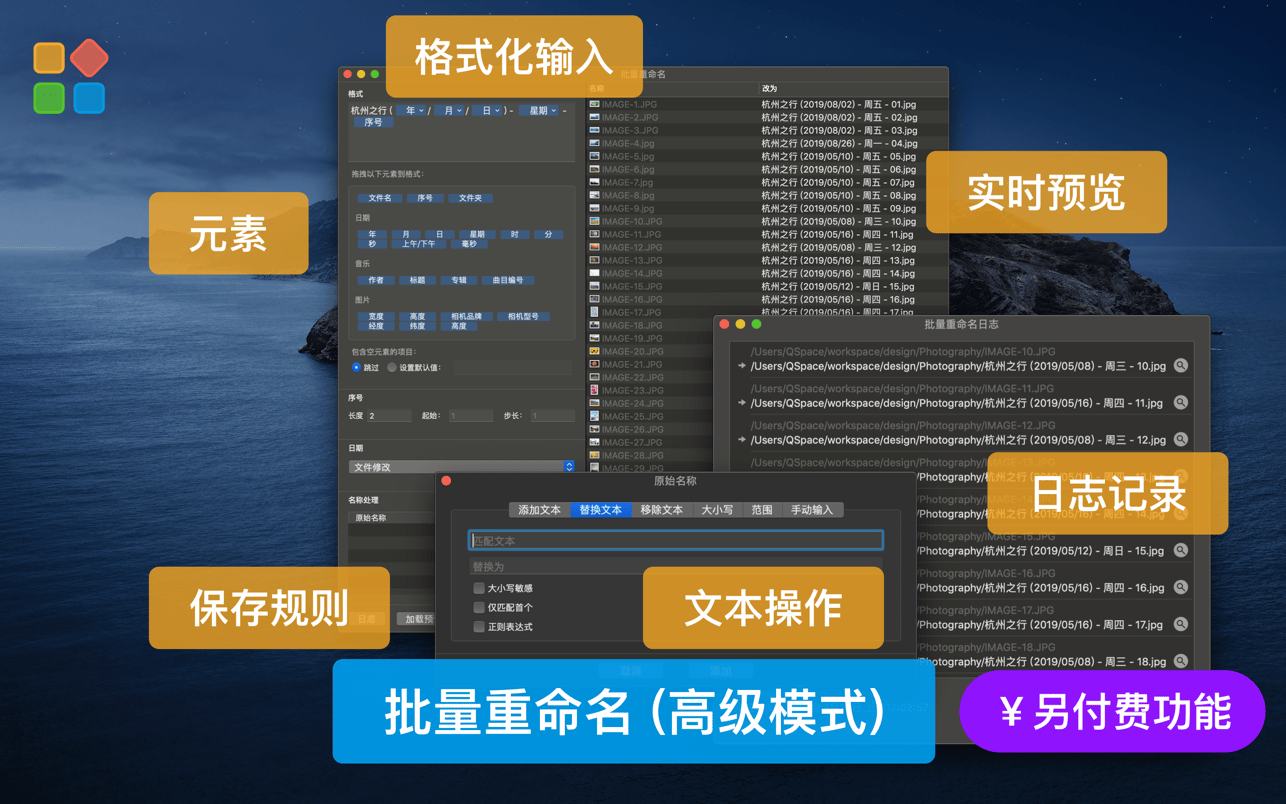 格式化输入
批量重命名
格式
杭州之行 ( 年 / 月 / 日 ) - 星期 -
序号
拖拽以下元素到格式:
文件名 序号 文件夹
日期
年 月 日 星期 时 分
秒 上午/下午 毫秒
音乐
作者 标题 专辑 曲目编号
图片
宽度 高度 相机品牌 相机型号
经度 纬度 高度
包含空元素的项目:
跳过 设置默认值:
序号
长度 2 起始: 1 步长: 1
日期
文件修改
名称处理
原始名称
日志 加载预
名称 改为
IMAGE-1.JPG 杭州之行 (2019/08/02) - 周五 - 01.jpg
IMAGE-2.JPG 杭州之行 (2019/08/02) - 周五 - 02.jpg
IMAGE-3.JPG 杭州之行 (2019/08/02) - 周五 - 03.jpg
IMAGE-4.jpg 杭州之行 (2019/08/26) - 周一 - 04.jpg
IMAGE-5.jpg 杭州之行 (2019/05/10) - 周五 - 05.jpg
IMAGE-6.jpg 杭州之行 (2019/05/10) - 周五 - 06.jpg
IMAGE-7.jpg 杭州之行 (2019/05/10) - 周五 - 07.jpg
IMAGE-8.jpg 杭州之行 (2019/05/10) - 周五 - 08.jpg
IMAGE-9.jpg 杭州之行 (2019/05/10) - 周五 - 09.jpg
IMAGE-10.JPG 杭州之行 (2019/05/08) - 周三 - 10.jpg
IMAGE-11.JPG 杭州之行 (2019/05/16) - 周四 - 11.jpg
IMAGE-12.JPG 杭州之行 (2019/05/08) - 周三 - 12.jpg
IMAGE-13.JPG 杭州之行 (2019/05/16) - 周四 - 13.jpg
IMAGE-14.JPG 杭州之行 (2019/05/16) - 周四 - 14.jpg
IMAGE-15.JPG 杭州之行 (2019/05/12) - 周日 - 15.jpg
IMAGE-16.JPG 杭州之行 (2019/05/16) - 周四 - 16.jpg
IMAGE-17.JPG 杭州之行 (2019/05/16) - 周四 - 17.jpg
IMAGE-18.JPG
IMAGE-19.JPG
IMAGE-20.JPG
IMAGE-21.JPG
IMAGE-22.JPG
IMAGE-23.JPG
IMAGE-24.JPG
IMAGE-25.JPG
IMAGE-26.JPG
IMAGE-27.JPG
IMAGE-28.JPG
IMAGE-29.JPG
元素
实时预览
批量重命名日志
/Users/QSpace/workspace/design/Photography/IMAGE-10.JPG
/Users/QSpace/workspace/design/Photography/杭州之行 (2019/05/08) - 周三 - 10.jpg
/Users/QSpace/workspace/design/Photography/IMAGE-11.JPG
/Users/QSpace/workspace/design/Photography/杭州之行 (2019/05/16) - 周四 - 11.jpg
/Users/QSpace/workspace/design/Photography/IMAGE-12.JPG
/Users/QSpace/workspace/design/Photography/杭州之行 (2019/05/08) - 周三 - 12.jpg
/Users/QSpace/workspace/design/Photography/IMAGE-13.JPG
/Photography/杭州之行
/Photography/杭州之行
IMAGE-15.JPG
/Photography/杭州之行 (2019/05/12) - 周日 - 15.jpg
/IMAGE-16.JPG
/Photography/杭州之行 (2019/05/16) - 周四 - 16.jpg
/IMAGE-17.JPG
/Photography/杭州之行 (2019/05/16) - 周四 - 17.jpg
/IMAGE-18.JPG
Photography/杭州之行 (2019/05/08) - 周三 - 18.jpg
日志记录
原始名称
添加文本 替换文本 移除文本 大小写 范围 手动输入
匹配文本
替换为
大小写敏感
仅匹配首个
正则表达式
取消 添加
保存规则
文本操作
批量重命名 (高级模式)
¥ 另付费功能